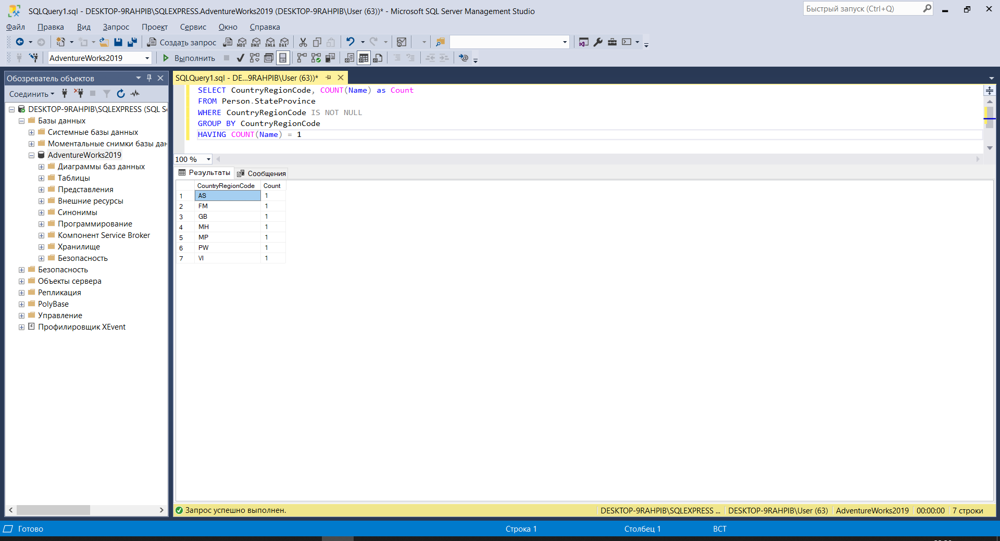 SQLQuery1.sql - DESKTOP-9RAHPIB\SQLEXPRESS.AdventureWorks2019 (DESKTOP-9RAHPIB\User (63))* - Microsoft SQL Server Management Studio
Быстрый запуск (Ctrl+Q)
Файл Правка Вид Запрос Проект Сервис Окно Справка
Создать запрос MDX DMX XMLA DAX
AdventureWorks2019 Выполнить
Обозреватель объектов
Соединить
DESKTOP-9RAHPIB\SQLEXPRESS (SQL S
Базы данных
Системные базы данных
Моментальные снимки базы дан
AdventureWorks2019
Диаграммы баз данных
Таблицы
Представления
Внешние ресурсы
Синонимы
Программирование
Компонент Service Broker
Хранилище
Безопасность
Безопасность
Объекты сервера
Репликация
PolyBase
Управление
Профилировщик XEvent
SQLQuery1.sql - DE...9RAHPIB\User (63))*
SELECT CountryRegionCode, COUNT(Name) as Count
FROM Person.StateProvince
WHERE CountryRegionCode IS NOT NULL
GROUP BY CountryRegionCode
HAVING COUNT(Name) = 1
100 %
Результаты Сообщения
CountryRegionCode Count
1 AS 1
2 FM 1
3 GB 1
4 MH 1
5 MP 1
6 PW 1
7 VI 1
Запрос успешно выполнен. DESKTOP-9RAHPIB\SQLEXPRESS ... DESKTOP-9RAHPIB\User (63) AdventureWorks2019 00:00:00 7 строки
Готово Строка 1 Столбец 1 ВСТ